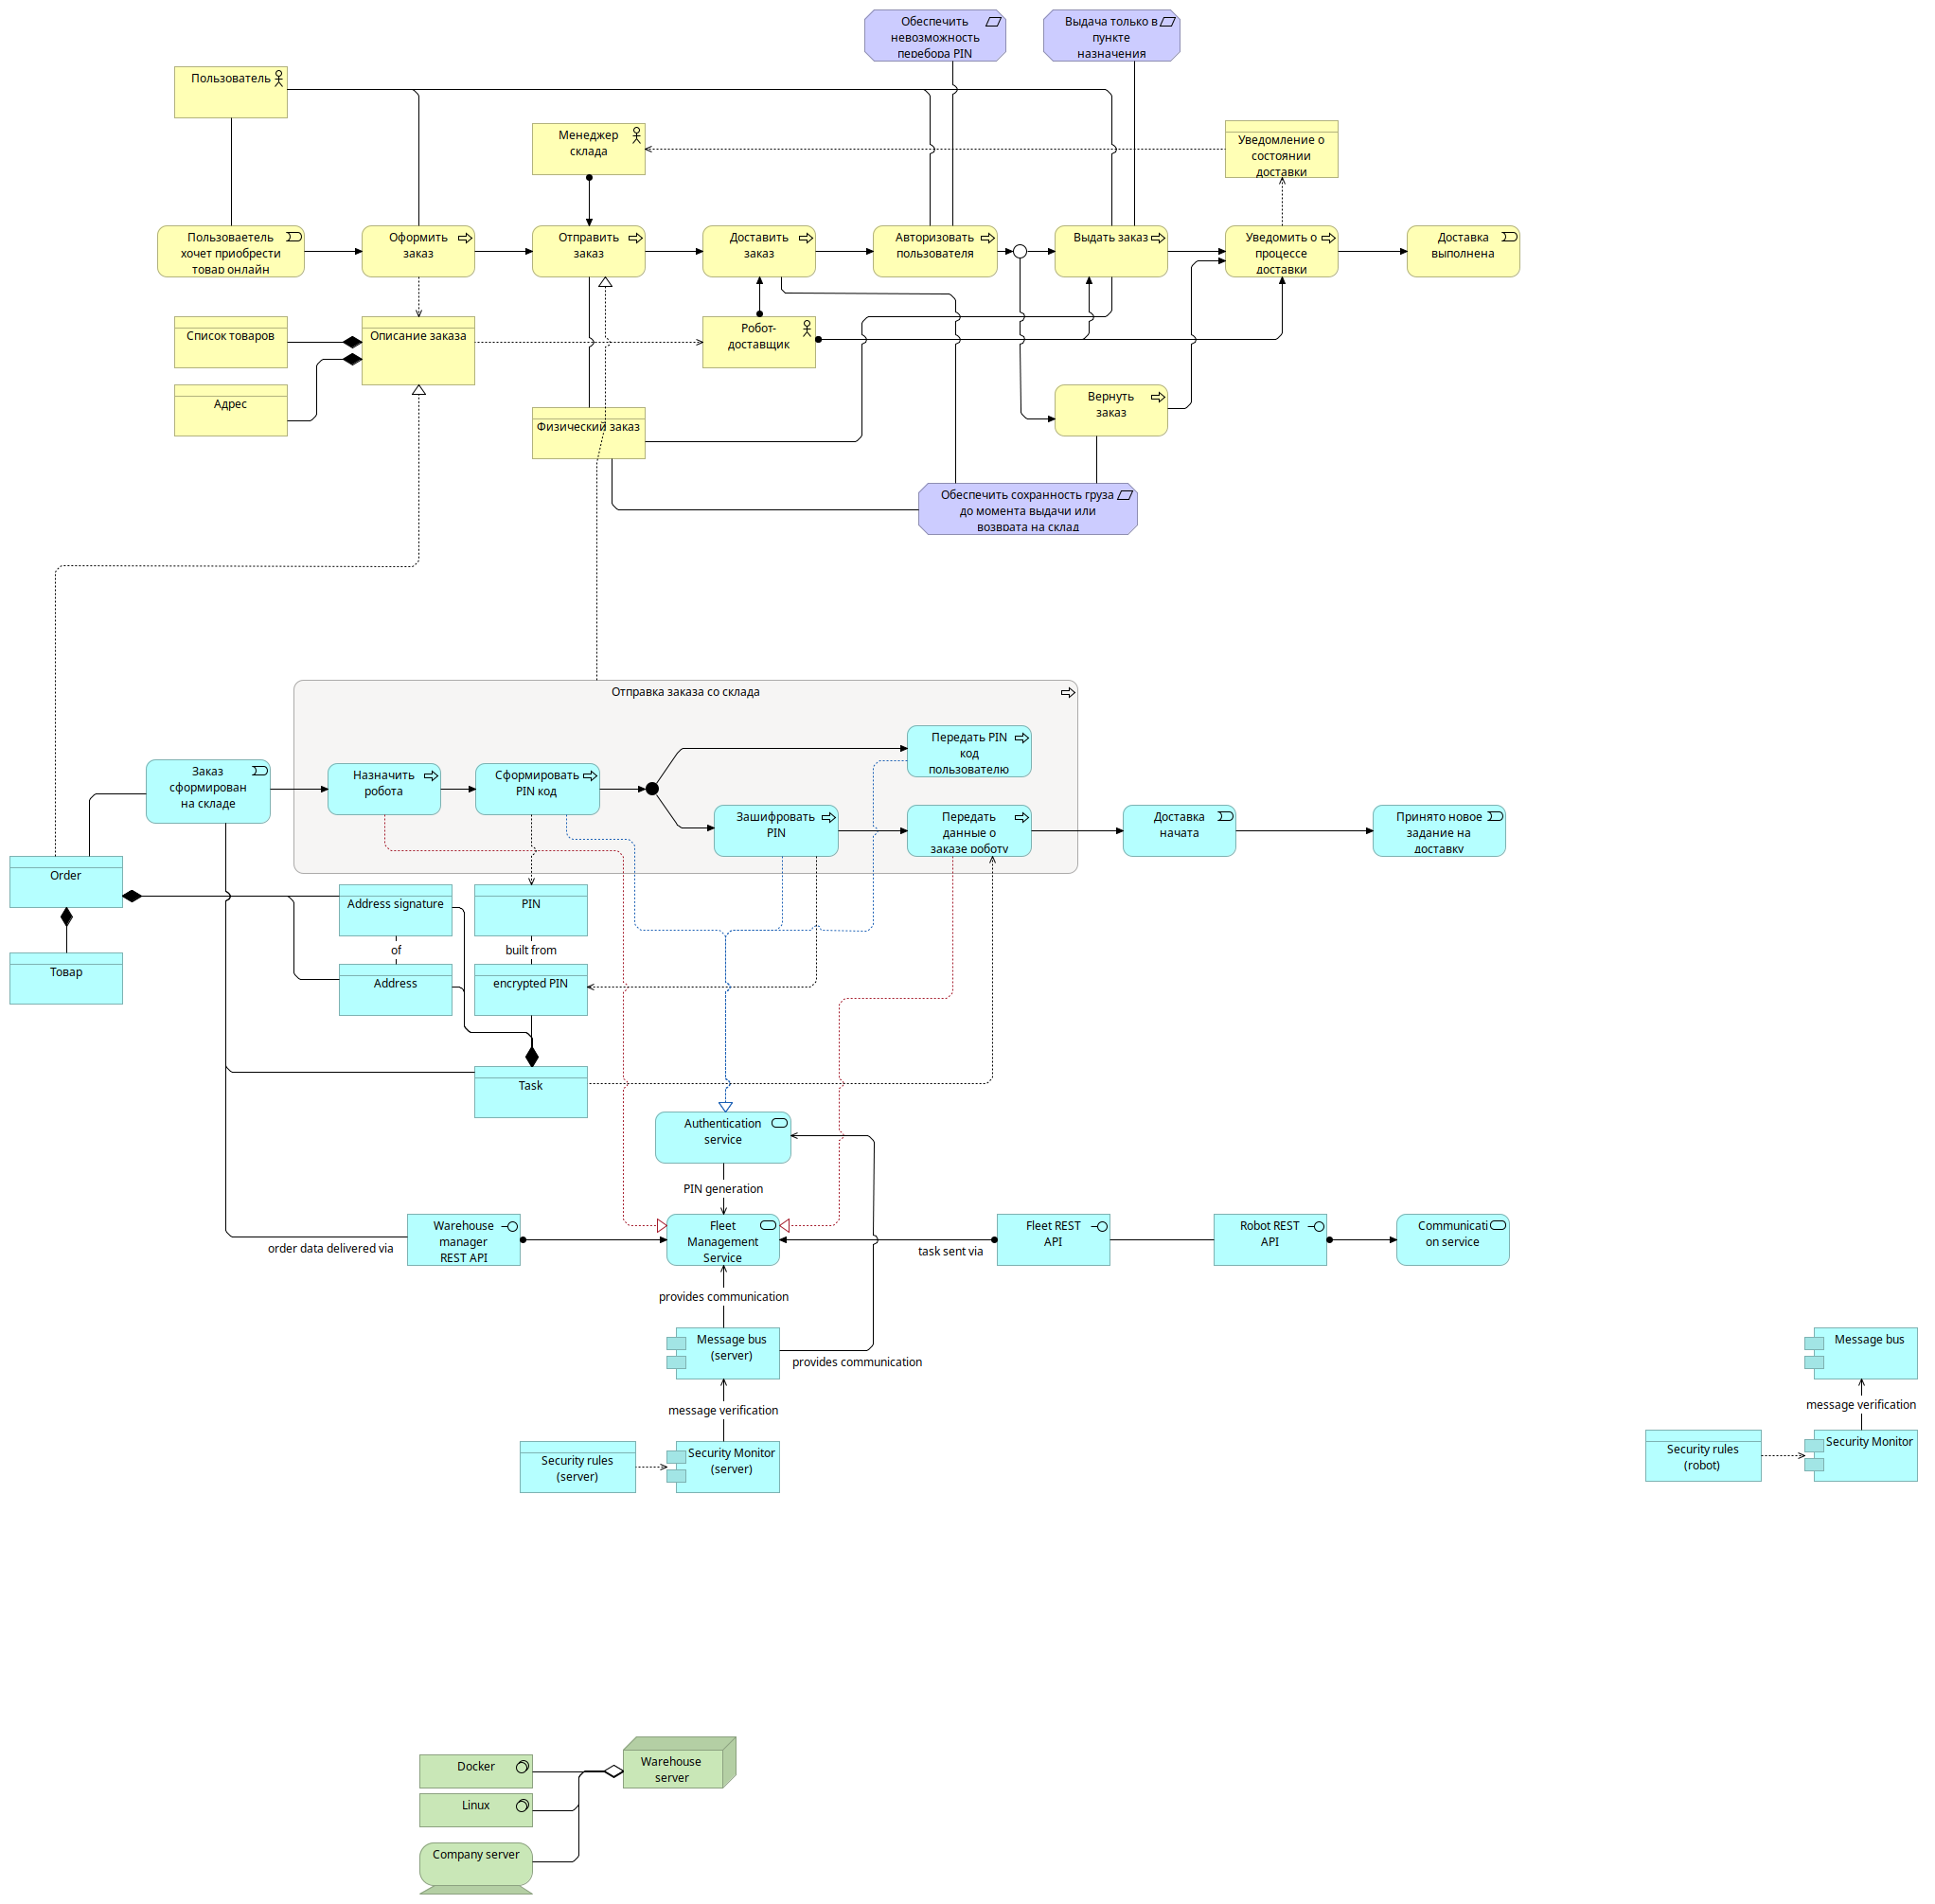 Обеспечить
невозможность
перебора PIN
Выдача только в
пункте
назначения
Пользователь
Менеджер
склада
Уведомление о
состоянии
доставки
Пользоваетель
хочет приобрести
товар онлайн
Оформить
заказ
Отправить
заказ
Доставить
заказ
Авторизовать
пользователя
Выдать заказ
Уведомить о
процессе
доставки
Доставка
выполнена
Список товаров
Описание заказа
Робот-
доставщик
Адрес
Вернуть
заказ
Физический заказ
Обеспечить сохранность груза
до момента выдачи или
возврата на склад
Отправка заказа со склада
Передать PIN
код
пользователю
Заказ
сформирован
на складе
Назначить
робота
Сформировать
PIN код
Зашифровать
PIN
Передать
данные о
заказе роботу
Доставка
начата
Принято новое
задание на
доставку
Order
Address signature
PIN
of
built from
Товар
Address
encrypted PIN
Task
Authentication
service
PIN generation
Warehouse
manager
REST API
order data delivered via
Fleet
Management
Service
task sent via
Fleet REST
API
Robot REST
API
Communicati
on service
provides communication
Message bus
(server)
provides communication
Message bus
message verification
message verification
Security rules
(server)
Security Monitor
(server)
Security rules
(robot)
Security Monitor
Docker
Warehouse
server
Linux
Company server